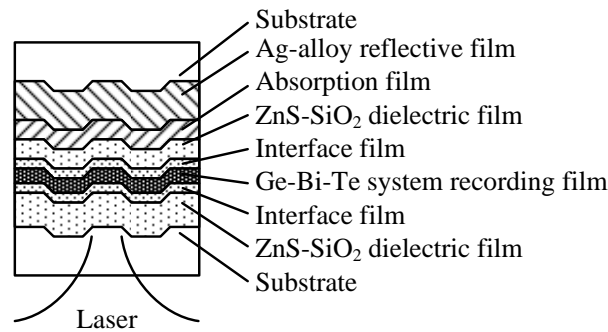 Substrate
Ag-alloy reflective film
Absorption film
ZnS-SiO₂ dielectric film
Interface film
Ge-Bi-Te system recording film
Interface film
ZnS-SiO₂ dielectric film
Substrate
Laser